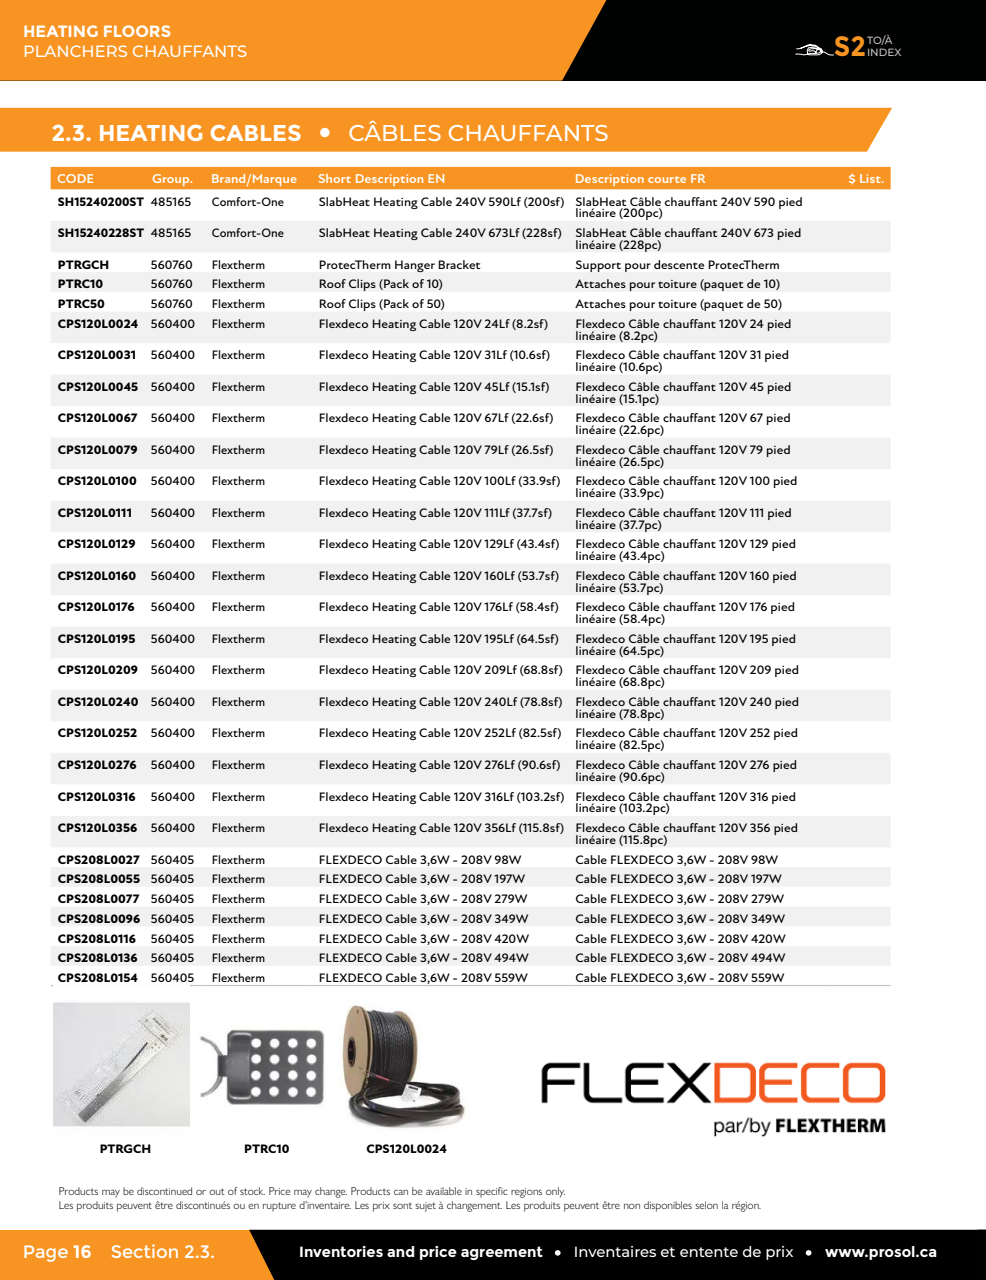 HEATING FLOORS
PLANCHERS CHAUFFANTS
S2 TO/À
INDEX
2.3. HEATING CABLES • CÂBLES CHAUFFANTS
CODE Group. Brand/Marque Short Description EN Description courte FR $ List.
SH15240200ST 485165 Comfort-One SlabHeat Heating Cable 240V 590Lf (200sf) SlabHeat Câble chauffant 240V 590 pied
linéaire (200pc)
SH15240228ST 485165 Comfort-One SlabHeat Heating Cable 240V 673Lf (228sf) SlabHeat Câble chauffant 240V 673 pied
linéaire (228pc)
PTRGCH 560760 Flextherm ProtecTherm Hanger Bracket Support pour descente ProtecTherm
PTRC10 560760 Flextherm Roof Clips (Pack of 10) Attaches pour toiture (paquet de 10)
PTRC50 560760 Flextherm Roof Clips (Pack of 50) Attaches pour toiture (paquet de 50)
CPS120L0024 560400 Flextherm Flexdeco Heating Cable 120V 24Lf (8.2sf) Flexdeco Câble chauffant 120V 24 pied
linéaire (8.2pc)
CPS120L0031 560400 Flextherm Flexdeco Heating Cable 120V 31Lf (10.6sf) Flexdeco Câble chauffant 120V 31 pied
linéaire (10.6pc)
CPS120L0045 560400 Flextherm Flexdeco Heating Cable 120V 45Lf (15.1sf) Flexdeco Câble chauffant 120V 45 pied
linéaire (15.1pc)
CPS120L0067 560400 Flextherm Flexdeco Heating Cable 120V 67Lf (22.6sf) Flexdeco Câble chauffant 120V 67 pied
linéaire (22.6pc)
CPS120L0079 560400 Flextherm Flexdeco Heating Cable 120V 79Lf (26.5sf) Flexdeco Câble chauffant 120V 79 pied
linéaire (26.5pc)
CPS120L0100 560400 Flextherm Flexdeco Heating Cable 120V 100Lf (33.9sf) Flexdeco Câble chauffant 120V 100 pied
linéaire (33.9pc)
CPS120L0111 560400 Flextherm Flexdeco Heating Cable 120V 111Lf (37.7sf) Flexdeco Câble chauffant 120V 111 pied
linéaire (37.7pc)
CPS120L0129 560400 Flextherm Flexdeco Heating Cable 120V 129Lf (43.4sf) Flexdeco Câble chauffant 120V 129 pied
linéaire (43.4pc)
CPS120L0160 560400 Flextherm Flexdeco Heating Cable 120V 160Lf (53.7sf) Flexdeco Câble chauffant 120V 160 pied
linéaire (53.7pc)
CPS120L0176 560400 Flextherm Flexdeco Heating Cable 120V 176Lf (58.4sf) Flexdeco Câble chauffant 120V 176 pied
linéaire (58.4pc)
CPS120L0195 560400 Flextherm Flexdeco Heating Cable 120V 195Lf (64.5sf) Flexdeco Câble chauffant 120V 195 pied
linéaire (64.5pc)
CPS120L0209 560400 Flextherm Flexdeco Heating Cable 120V 209Lf (68.8sf) Flexdeco Câble chauffant 120V 209 pied
linéaire (68.8pc)
CPS120L0240 560400 Flextherm Flexdeco Heating Cable 120V 240Lf (78.8sf) Flexdeco Câble chauffant 120V 240 pied
linéaire (78.8pc)
CPS120L0252 560400 Flextherm Flexdeco Heating Cable 120V 252Lf (82.5sf) Flexdeco Câble chauffant 120V 252 pied
linéaire (82.5pc)
CPS120L0276 560400 Flextherm Flexdeco Heating Cable 120V 276Lf (90.6sf) Flexdeco Câble chauffant 120V 276 pied
linéaire (90.6pc)
CPS120L0316 560400 Flextherm Flexdeco Heating Cable 120V 316Lf (103.2sf) Flexdeco Câble chauffant 120V 316 pied
linéaire (103.2pc)
CPS120L0356 560400 Flextherm Flexdeco Heating Cable 120V 356Lf (115.8sf) Flexdeco Câble chauffant 120V 356 pied
linéaire (115.8pc)
CPS208L0027 560405 Flextherm FLEXDECO Cable 3,6W - 208V 98W Cable FLEXDECO 3,6W - 208V 98W
CPS208L0055 560405 Flextherm FLEXDECO Cable 3,6W - 208V 197W Cable FLEXDECO 3,6W - 208V 197W
CPS208L0077 560405 Flextherm FLEXDECO Cable 3,6W - 208V 279W Cable FLEXDECO 3,6W - 208V 279W
CPS208L0096 560405 Flextherm FLEXDECO Cable 3,6W - 208V 349W Cable FLEXDECO 3,6W - 208V 349W
CPS208L0116 560405 Flextherm FLEXDECO Cable 3,6W - 208V 420W Cable FLEXDECO 3,6W - 208V 420W
CPS208L0136 560405 Flextherm FLEXDECO Cable 3,6W - 208V 494W Cable FLEXDECO 3,6W - 208V 494W
CPS208L0154 560405 Flextherm FLEXDECO Cable 3,6W - 208V 559W Cable FLEXDECO 3,6W - 208V 559W
FLEXDECO
par/by FLEXTHERM
PTRGCH PTRC10 CPS120L0024
Products may be discontinued or out of stock. Price may change. Products can be available in specific regions only.
Les produits peuvent être discontinués ou en rupture d'inventaire. Les prix sont sujet à changement. Les produits peuvent être non disponibles selon la région.
Page 16 Section 2.3. Inventories and price agreement • Inventaires et entente de prix • www.prosol.ca